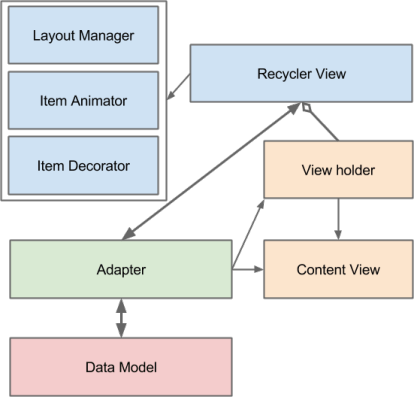 Layout Manager
Recycler View
Item Animator
Item Decorator
View holder
Adapter
Content View
Data Model